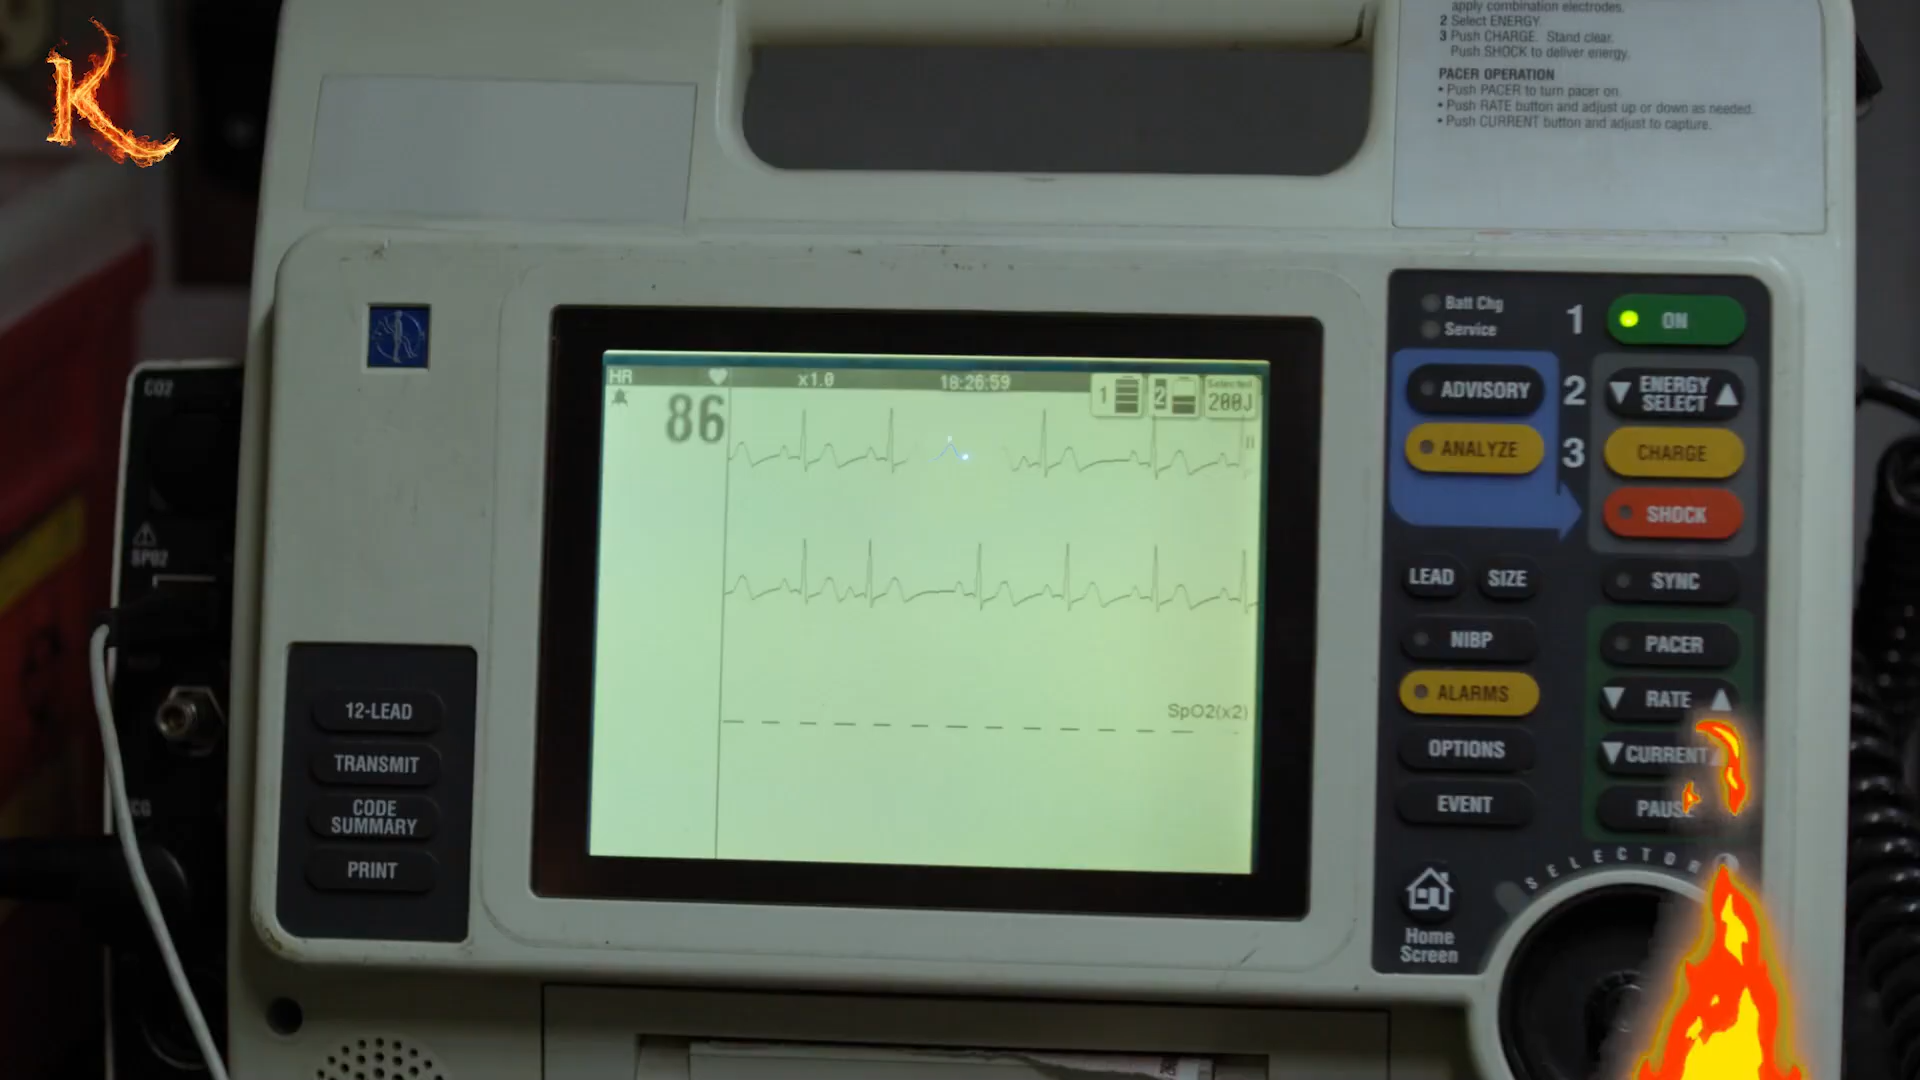 K
apply combination electrodes.
2 Select ENERGY.
3 Push CHARGE. Stand clear.
Push SHOCK to deliver energy.
PACER OPERATION
• Push PACER to turn pacer on.
• Push RATE button and adjust up or down as needed.
• Push CURRENT button and adjust to capture.
Batt Chg
Service
1 ON
ADVISORY 2 ENERGY SELECT
ANALYZE 3 CHARGE
SHOCK
LEAD SIZE SYNC
NIBP PACER
ALARMS RATE
OPTIONS CURRENT
EVENT PAUSE
SELECTOR
Home
Screen
HR x1.0 18:26:59 1 2 Selected
86 200J
II
SpO2(x2)
CO2
SPO2
12-LEAD
TRANSMIT
CODE
SUMMARY
PRINT